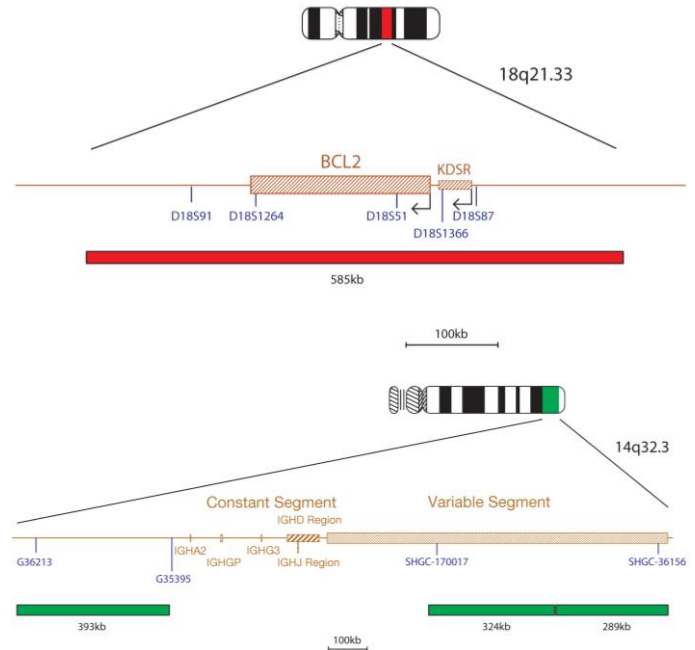 18q21.33
BCL2
KDSR
D18S91
D18S1264
D18S51
D18S87
D18S1366
585kb
100kb
14q32.3
Constant Segment
Variable Segment
IGHD Region
IGHA2
IGHG3
IGHJ Region
IGHGP
G36213
G35395
SHGC-170017
SHGC-36156
393kb
324kb
289kb
100kb